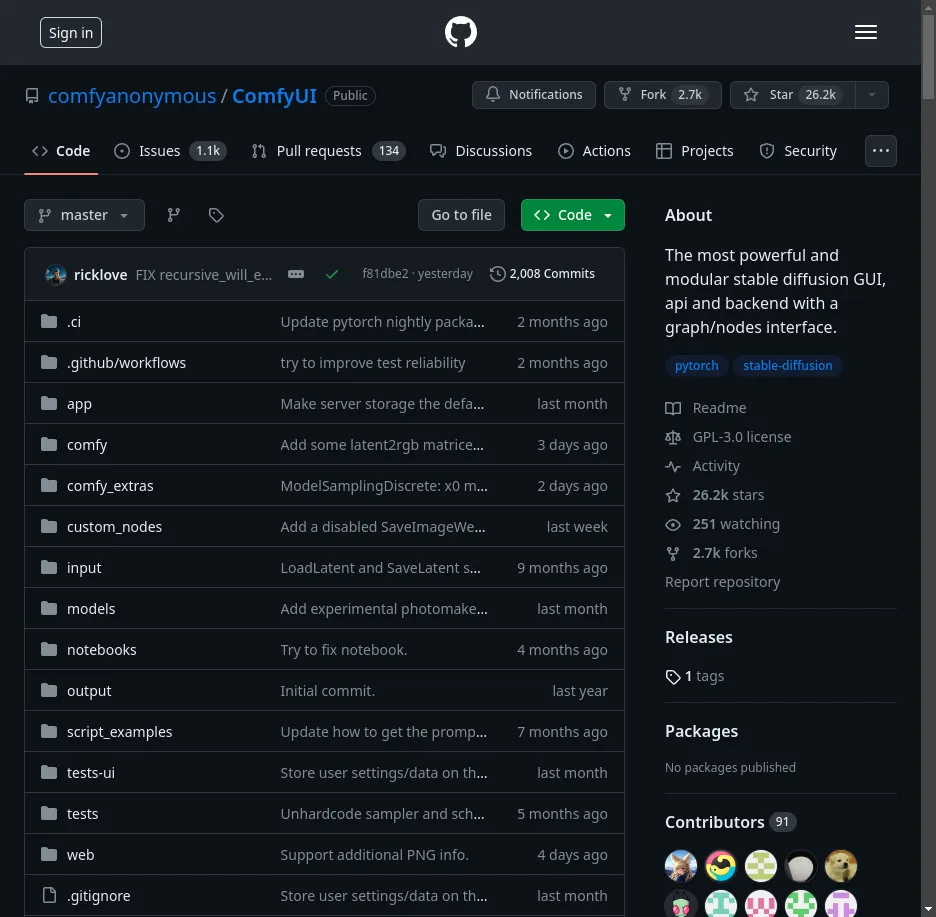 Sign in
comfyanonymous / ComfyUI Public
Notifications Fork 2.7k Star 26.2k
Code Issues 1.1k Pull requests 134 Discussions Actions Projects Security
master Go to file Code
ricklove FIX recursive_will_e... f81dbe2 · yesterday 2,008 Commits
.ci Update pytorch nightly packa... 2 months ago
.github/workflows try to improve test reliability 2 months ago
app Make server storage the defa... last month
comfy Add some latent2rgb matrice... 3 days ago
comfy_extras ModelSamplingDiscrete: x0 m... 2 days ago
custom_nodes Add a disabled SaveImageWe... last week
input LoadLatent and SaveLatent s... 9 months ago
models Add experimental photomake... last month
notebooks Try to fix notebook. 4 months ago
output Initial commit. last year
script_examples Update how to get the promp... 7 months ago
tests-ui Store user settings/data on th... last month
tests Unhardcode sampler and sch... 5 months ago
web Support additional PNG info. 4 days ago
.gitignore Store user settings/data on th... last month
About
The most powerful and
modular stable diffusion GUI,
api and backend with a
graph/nodes interface.
pytorch stable-diffusion
Readme
GPL-3.0 license
Activity
26.2k stars
251 watching
2.7k forks
Report repository
Releases
1 tags
Packages
No packages published
Contributors 91